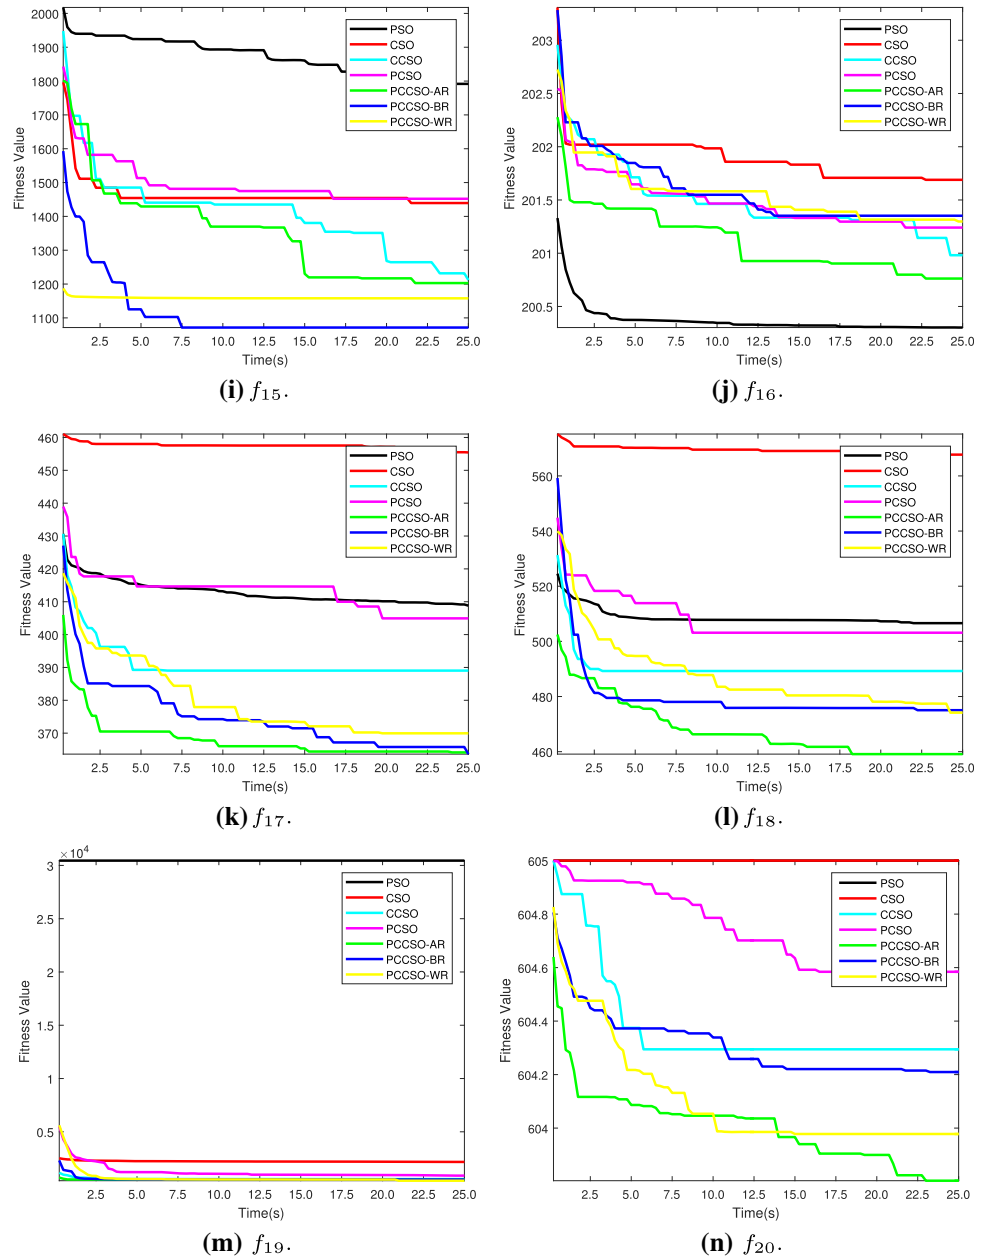 2000
1900
1800
1700
1600
1500
1400
1300
1200
1100
Fitness Value
PSO
CSO
CCSO
PCSO
PCCSO-AR
PCCSO-BR
PCCSO-WR
2.5 5.0 7.5 10.0 12.5 15.0 17.5 20.0 22.5 25.0
Time(s)
(i) f15.
203
202.5
202
201.5
201
200.5
Fitness Value
PSO
CSO
CCSO
PCSO
PCCSO-AR
PCCSO-BR
PCCSO-WR
2.5 5.0 7.5 10.0 12.5 15.0 17.5 20.0 22.5 25.0
Time(s)
(j) f16.
460
450
440
430
420
410
400
390
380
370
Fitness Value
PSO
CSO
CCSO
PCSO
PCCSO-AR
PCCSO-BR
PCCSO-WR
2.5 5.0 7.5 10.0 12.5 15.0 17.5 20.0 22.5 25.0
Time(s)
(k) f17.
560
540
520
500
480
460
Fitness Value
PSO
CSO
CCSO
PCSO
PCCSO-AR
PCCSO-BR
PCCSO-WR
2.5 5.0 7.5 10.0 12.5 15.0 17.5 20.0 22.5 25.0
Time(s)
(l) f18.
×10⁴
3
2.5
2
1.5
1
0.5
Fitness Value
PSO
CSO
CCSO
PCSO
PCCSO-AR
PCCSO-BR
PCCSO-WR
2.5 5.0 7.5 10.0 12.5 15.0 17.5 20.0 22.5 25.0
Time(s)
(m) f19.
605
604.8
604.6
604.4
604.2
604
Fitness Value
PSO
CSO
CCSO
PCSO
PCCSO-AR
PCCSO-BR
PCCSO-WR
2.5 5.0 7.5 10.0 12.5 15.0 17.5 20.0 22.5 25.0
Time(s)
(n) f20.